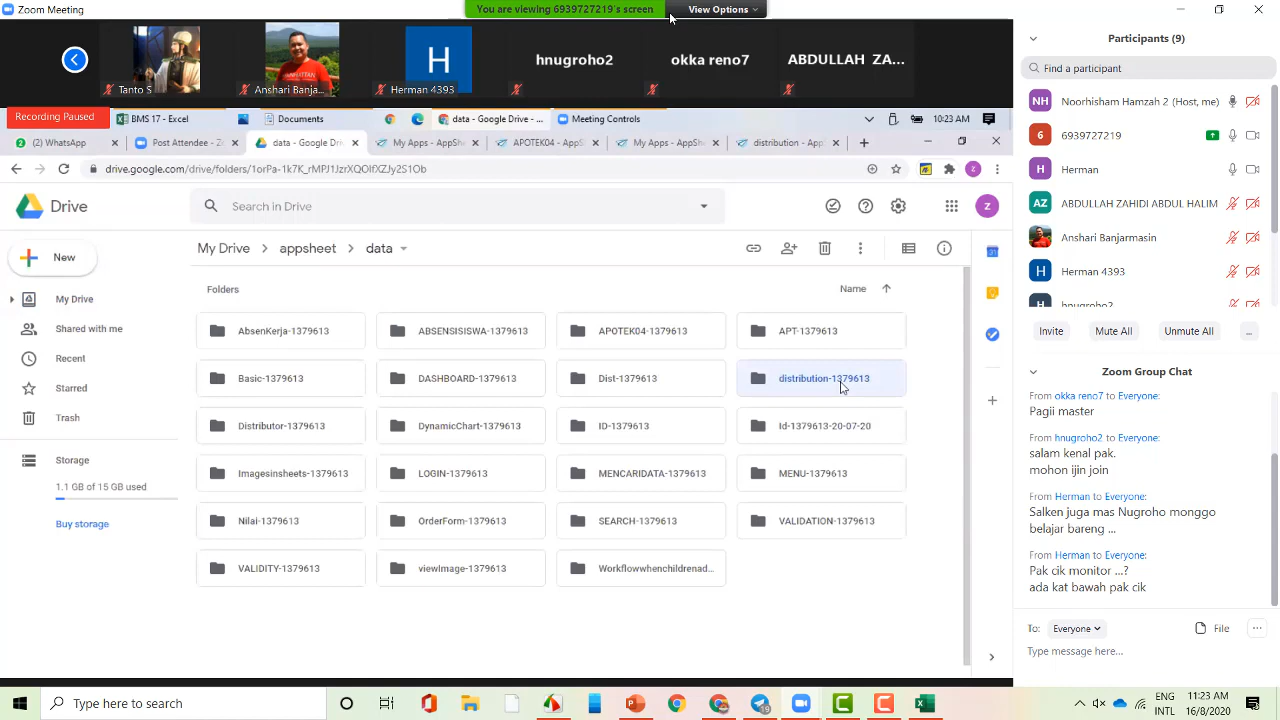 Zoom Meeting
You are viewing 6939727219's screen
View Options
Tanto S
Anshari Banja...
H
Herman 4393
hnugroho2
okka reno7
ABDULLAH ZA...
Recording Paused
BMS 17 - Excel
Documents
data - Google Drive - ...
Meeting Controls
10:23 AM
(2) WhatsApp
Post Attendee - Z
data - Google Dri
My Apps - AppShe
APOTEK04 - AppS
My Apps - AppShe
distribution - App
drive.google.com/drive/folders/1orPa-1k7K_rMPJ1JzrXQOIfXZJy2S1Ob
z
Drive
Search in Drive
z
New
My Drive
appsheet
data
My Drive
Shared with me
Recent
Starred
Trash
Storage
1.1 GB of 15 GB used
Buy storage
Folders
Name
AbsenKerja-1379613
ABSENSISISWA-1379613
APOTEK04-1379613
APT-1379613
Basic-1379613
DASHBOARD-1379613
Dist-1379613
distribution-1379613
Distributor-1379613
DynamicChart-1379613
ID-1379613
Id-1379613-20-07-20
Imagesinsheets-1379613
LOGIN-1379613
MENCARIDATA-1379613
MENU-1379613
Nilai-1379613
OrderForm-1379613
SEARCH-1379613
VALIDATION-1379613
VALIDITY-1379613
viewImage-1379613
Workflowwhenchildrenad...
Participants (9)
Find a participant
NH Noorhisham Hamzah 2 (Host, me)
6 6939727219
H Herman
AZ ABDULLAH ZAHIDI ABDUL HALIM
Anshari Banjarmasin
H Herman 4393
H hnugroho2
Invite
Mute All
Unmute All
...
Zoom Group Chat
From okka reno7 to Everyone:
Pagii master
From hnugroho2 to Everyone:
salam kenal pak.
mohon ijin join
From Herman to Everyone:
Salken juga mas Nugroho monggo
belajar bareng ...
From Herman to Everyone:
Pak cik monitor ...?
ada kat bawah pak cik
To: Everyone
File
...
Type message here...
Type here to search
19
ENG
INTL
11:23 AM
16/8/2020